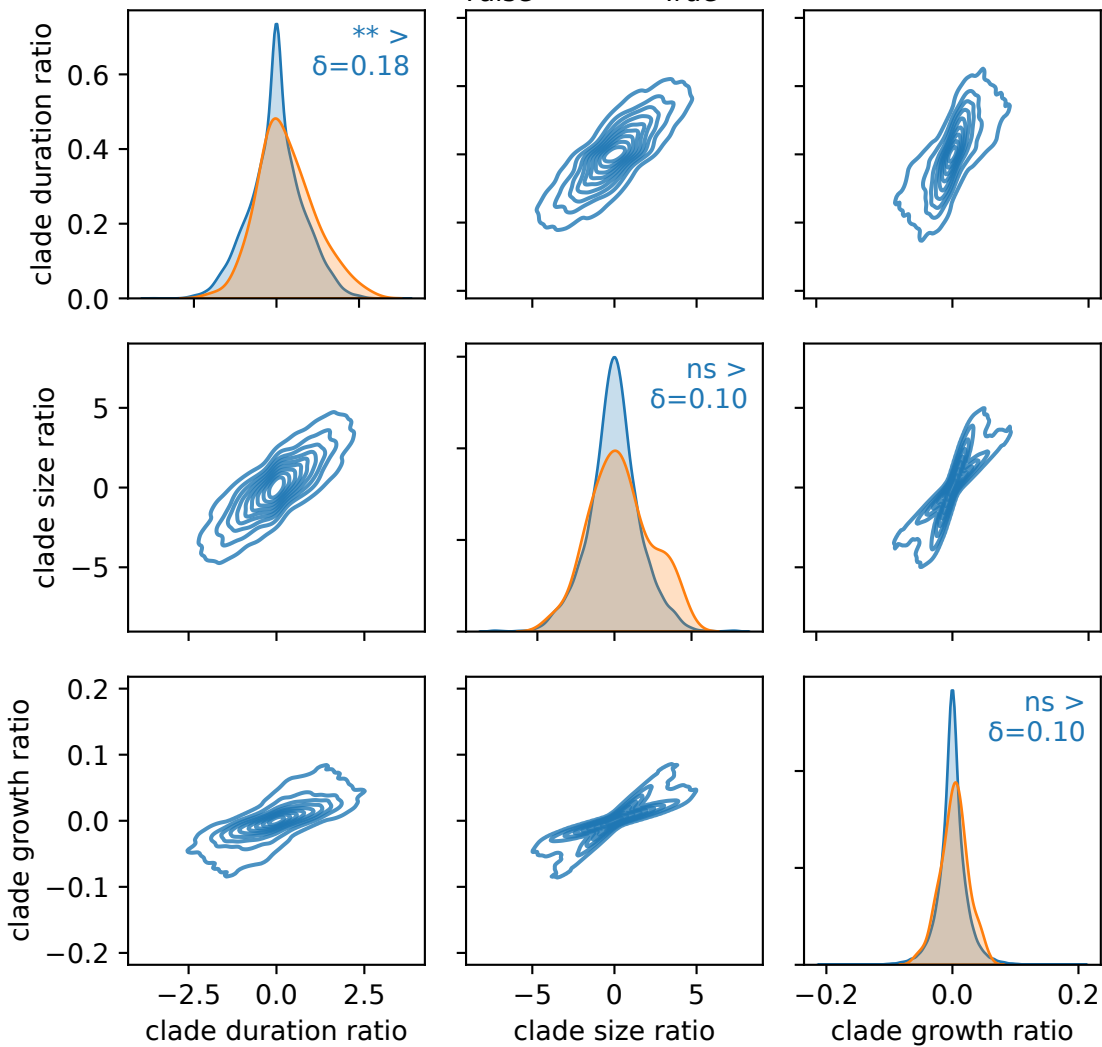 clade duration ratio
0.6
0.4
0.2
0.0
** >
δ=0.18
clade size ratio
5
0
−5
ns >
δ=0.10
clade growth ratio
0.2
0.1
0.0
−0.1
−0.2
ns >
δ=0.10
−2.5 0.0 2.5
−5 0 5
−0.2 0.0 0.2
clade duration ratio
clade size ratio
clade growth ratio